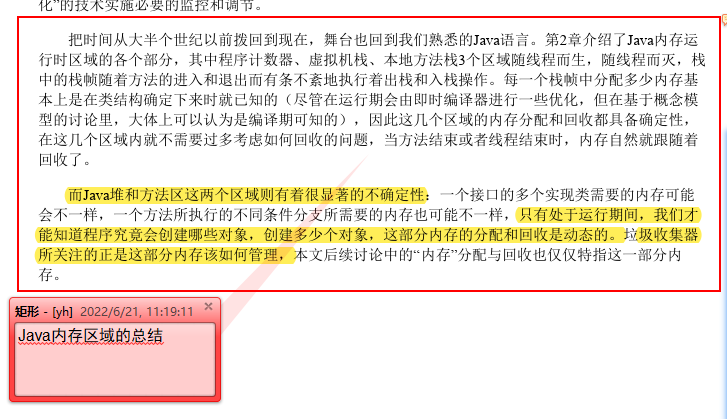 化”的技术实施必要的监控和调节。
把时间从大半个世纪以前拨回到现在，舞台也回到我们熟悉的Java语言。第2章介绍了Java内存运
行时区域的各个部分，其中程序计数器、虚拟机栈、本地方法栈3个区域随线程而生，随线程而灭，栈
中的栈帧随着方法的进入和退出而有条不紊地执行着出栈和入栈操作。每一个栈帧中分配多少内存基
本上是在类结构确定下来时就已知的（尽管在运行期会由即时编译器进行一些优化，但在基于概念模
型的讨论里，大体上可以认为是编译期可知的），因此这几个区域的内存分配和回收都具备确定性，
在这几个区域内就不需要过多考虑如何回收的问题，当方法结束或者线程结束时，内存自然就跟随着
回收了。
而Java堆和方法区这两个区域则有着很显著的不确定性：一个接口的多个实现类需要的内存可能
会不一样，一个方法所执行的不同条件分支所需要的内存也可能不一样，只有处于运行期间，我们才
能知道程序究竟会创建哪些对象，创建多少个对象，这部分内存的分配和回收是动态的。垃圾收集器
所关注的正是这部分内存该如何管理，本文后续讨论中的“内存”分配与回收也仅仅特指这一部分内
存。
矩形 - [yh] 2022/6/21, 11:19:11
Java内存区域的总结